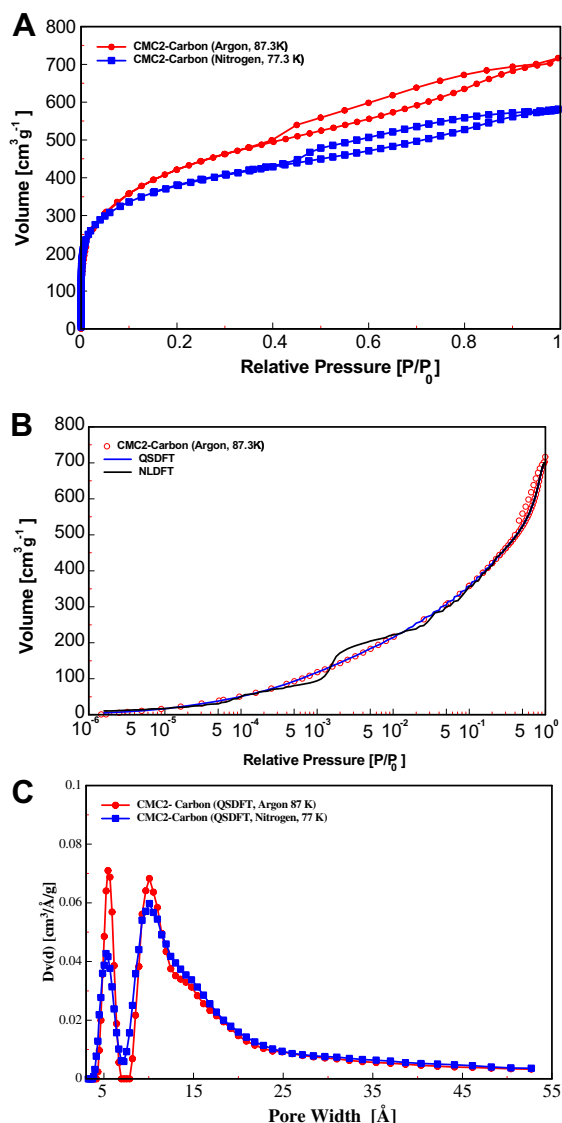 A
CMC2-Carbon (Argon, 87.3K)
CMC2-Carbon (Nitrogen, 77.3 K)
Volume [cm³g⁻¹]
800
700
600
500
400
300
200
100
0
0 0.2 0.4 0.6 0.8 1
Relative Pressure [P/P₀]
B
CMC2-Carbon (Argon, 87.3K)
QSDFT
NLDFT
Volume [cm³g⁻¹]
800
700
600
500
400
300
200
100
0
10⁻⁶ 5 10⁻⁵ 5 10⁻⁴ 5 10⁻³ 5 10⁻² 5 10⁻¹ 5 10⁰
Relative Pressure [P/P₀]
C
CMC2- Carbon (QSDFT, Argon 87 K)
CMC2-Carbon (QSDFT, Nitrogen, 77 K)
Dv(d) [cm³/Å/g]
0.1
0.08
0.06
0.04
0.02
0
5 15 25 35 45 55
Pore Width [Å]